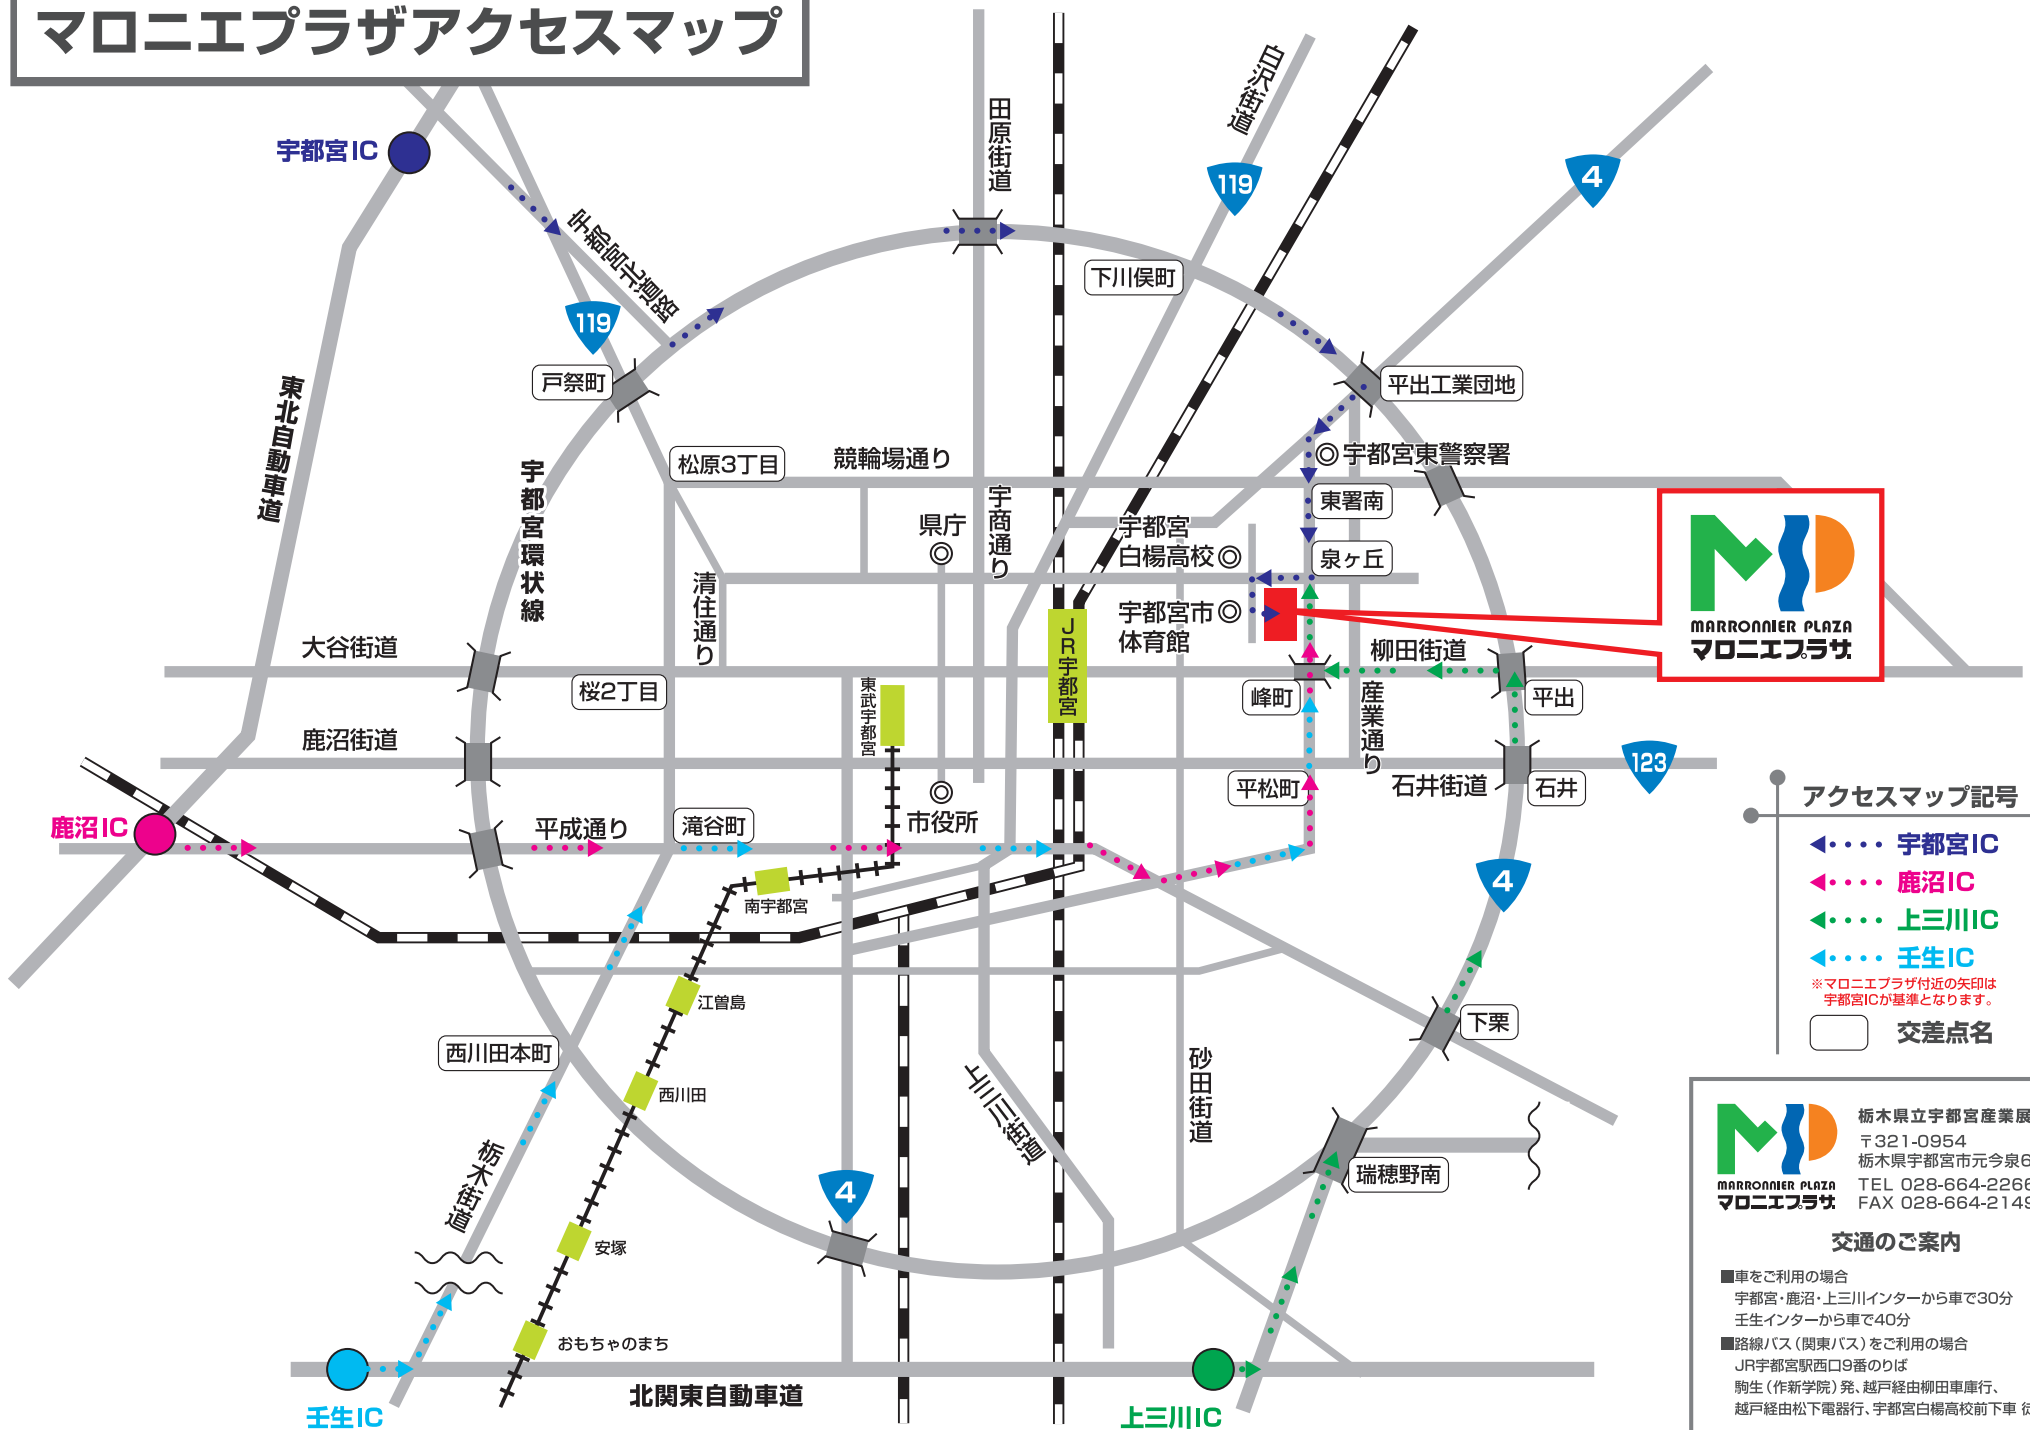 マロニエプラザアクセスマップ
宇都宮IC
田原街道
白沢街道
119
4
宇都宮北道路
119
下川俣町
戸祭町
平出工業団地
東北自動車道
宇都宮環状線
松原3丁目
競輪場通り
宇都宮東警察署
東署南
県庁
宇商通り
宇都宮
白楊高校
泉ヶ丘
清住通り
宇都宮市
体育館
JR宇都宮
MARRONNIER PLAZA
マロニエプラザ
大谷街道
桜2丁目
東武宇都宮
柳田街道
峰町
産業通り
平出
鹿沼街道
123
平松町
石井街道
石井
鹿沼IC
平成通り
滝谷町
市役所
4
南宇都宮
江曽島
西川田本町
西川田
下栗
上三川街道
砂田街道
栃木街道
瑞穂野南
4
安塚
おもちゃのまち
北関東自動車道
壬生IC
上三川IC
アクセスマップ記号
宇都宮IC
鹿沼IC
上三川IC
壬生IC
※マロニエプラザ付近の矢印は
宇都宮ICが基準となります。
交差点名
MARRONNIER PLAZA
マロニエプラザ
栃木県立宇都宮産業展
〒321-0954
栃木県宇都宮市元今泉6
TEL 028-664-2266
FAX 028-664-2149
交通のご案内
■車をご利用の場合
宇都宮・鹿沼・上三川インターから車で30分
壬生インターから車で40分
■路線バス(関東バス)をご利用の場合
JR宇都宮駅西口9番のりば
駒生(作新学院)発、越戸経由柳田車庫行、
越戸経由松下電器行、宇都宮白楊高校前下車 徒